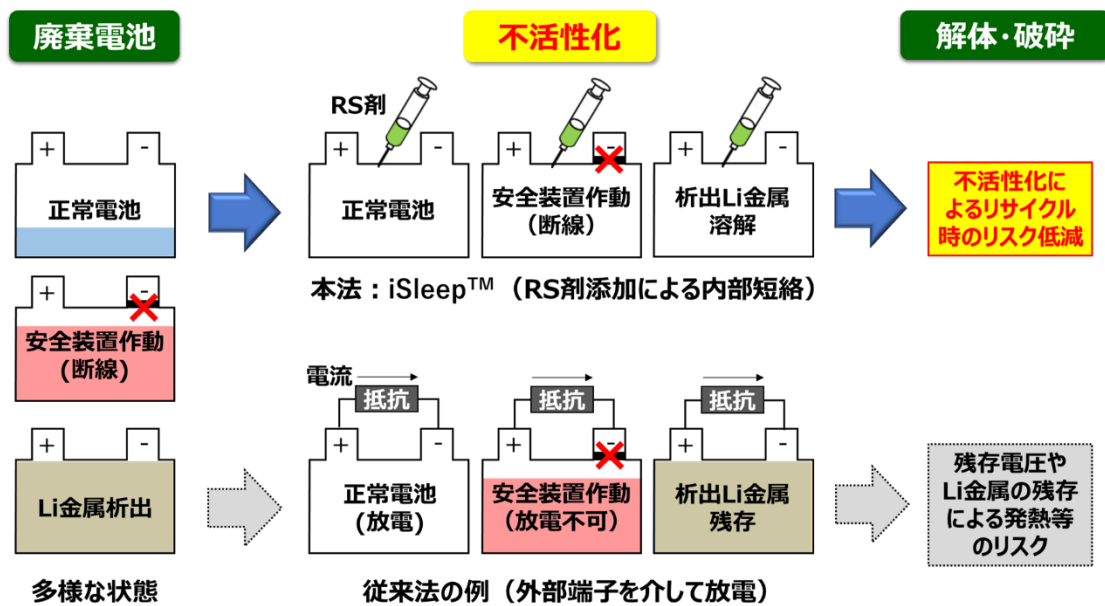 廃棄電池
不活性化
解体・破砕
+
-
正常電池
+
-
安全装置作動
(断線)
+
-
Li金属析出
多様な状態
RS剤
+
-
正常電池
+
-
安全装置作動
(断線)
+
-
析出Li金属
溶解
本法：iSleep™（RS剤添加による内部短絡）
電流
抵抗
+
-
正常電池
(放電)
抵抗
+
-
安全装置作動
(放電不可)
抵抗
+
-
析出Li金属
残存
従来法の例（外部端子を介して放電）
不活性化に
よるリサイクル
時のリスク低減
残存電圧や
Li金属の残存
による発熱等
のリスク